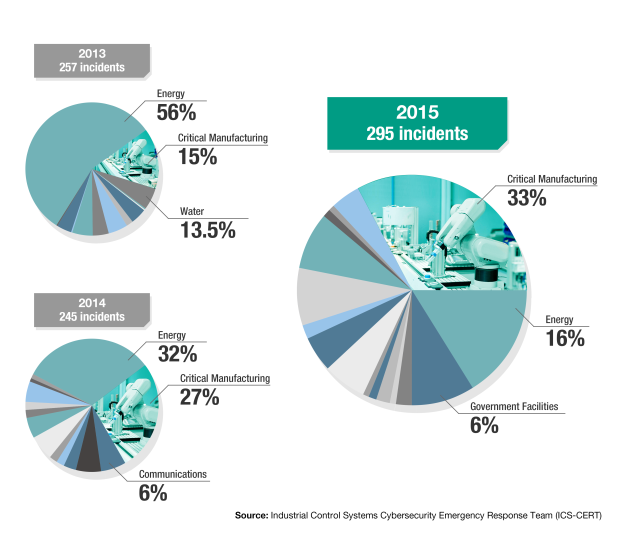 2013
257 incidents
Energy
56%
Critical Manufacturing
15%
Water
13.5%
2014
245 incidents
Energy
32%
Critical Manufacturing
27%
Communications
6%
2015
295 incidents
Critical Manufacturing
33%
Energy
16%
Government Facilities
6%
Source: Industrial Control Systems Cybersecurity Emergency Response Team (ICS-CERT)